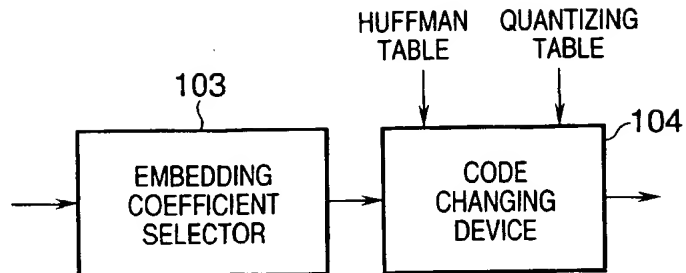 HUFFMAN
TABLE
QUANTIZING
TABLE
103
104
EMBEDDING
COEFFICIENT
SELECTOR
CODE
CHANGING
DEVICE